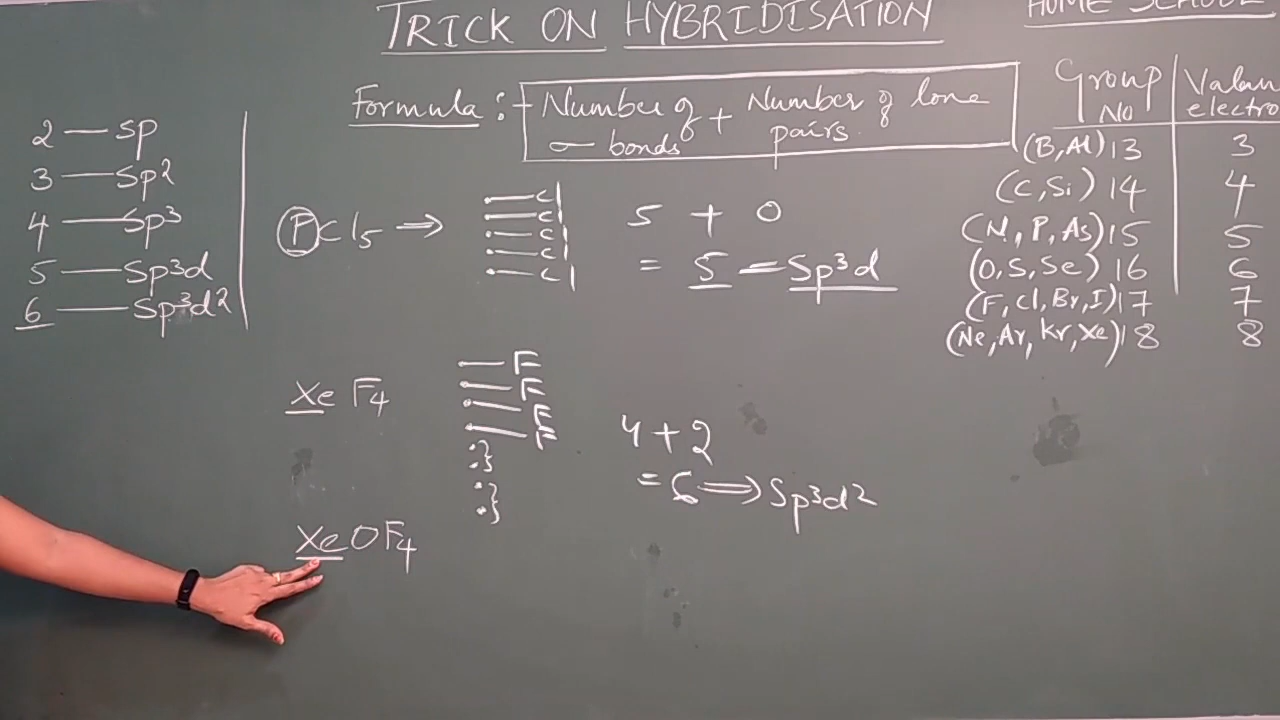 TRICK ON HYBRIDISATION
HOME SCHOOL
Formula :- Number of σ bonds + Number of lone pairs.
Group No
Valen
electro
2 — sp
3 — Sp2
4 — Sp3
5 — Sp3d
6 — Sp3d2
(B, Al) 13 3
(C, Si) 14 4
(N, P, As) 15 5
(O, S, Se) 16 6
(F, Cl, Br, I) 17 7
(Ne, Ar, Kr, Xe) 18 8
PCl5 ⇒
Cl
Cl
Cl
Cl
Cl
5 + 0
= 5 — Sp3d
XeF4
F
F
F
F
:}
:}
4 + 2
= 6 ⇒ Sp3d2
XeOF4